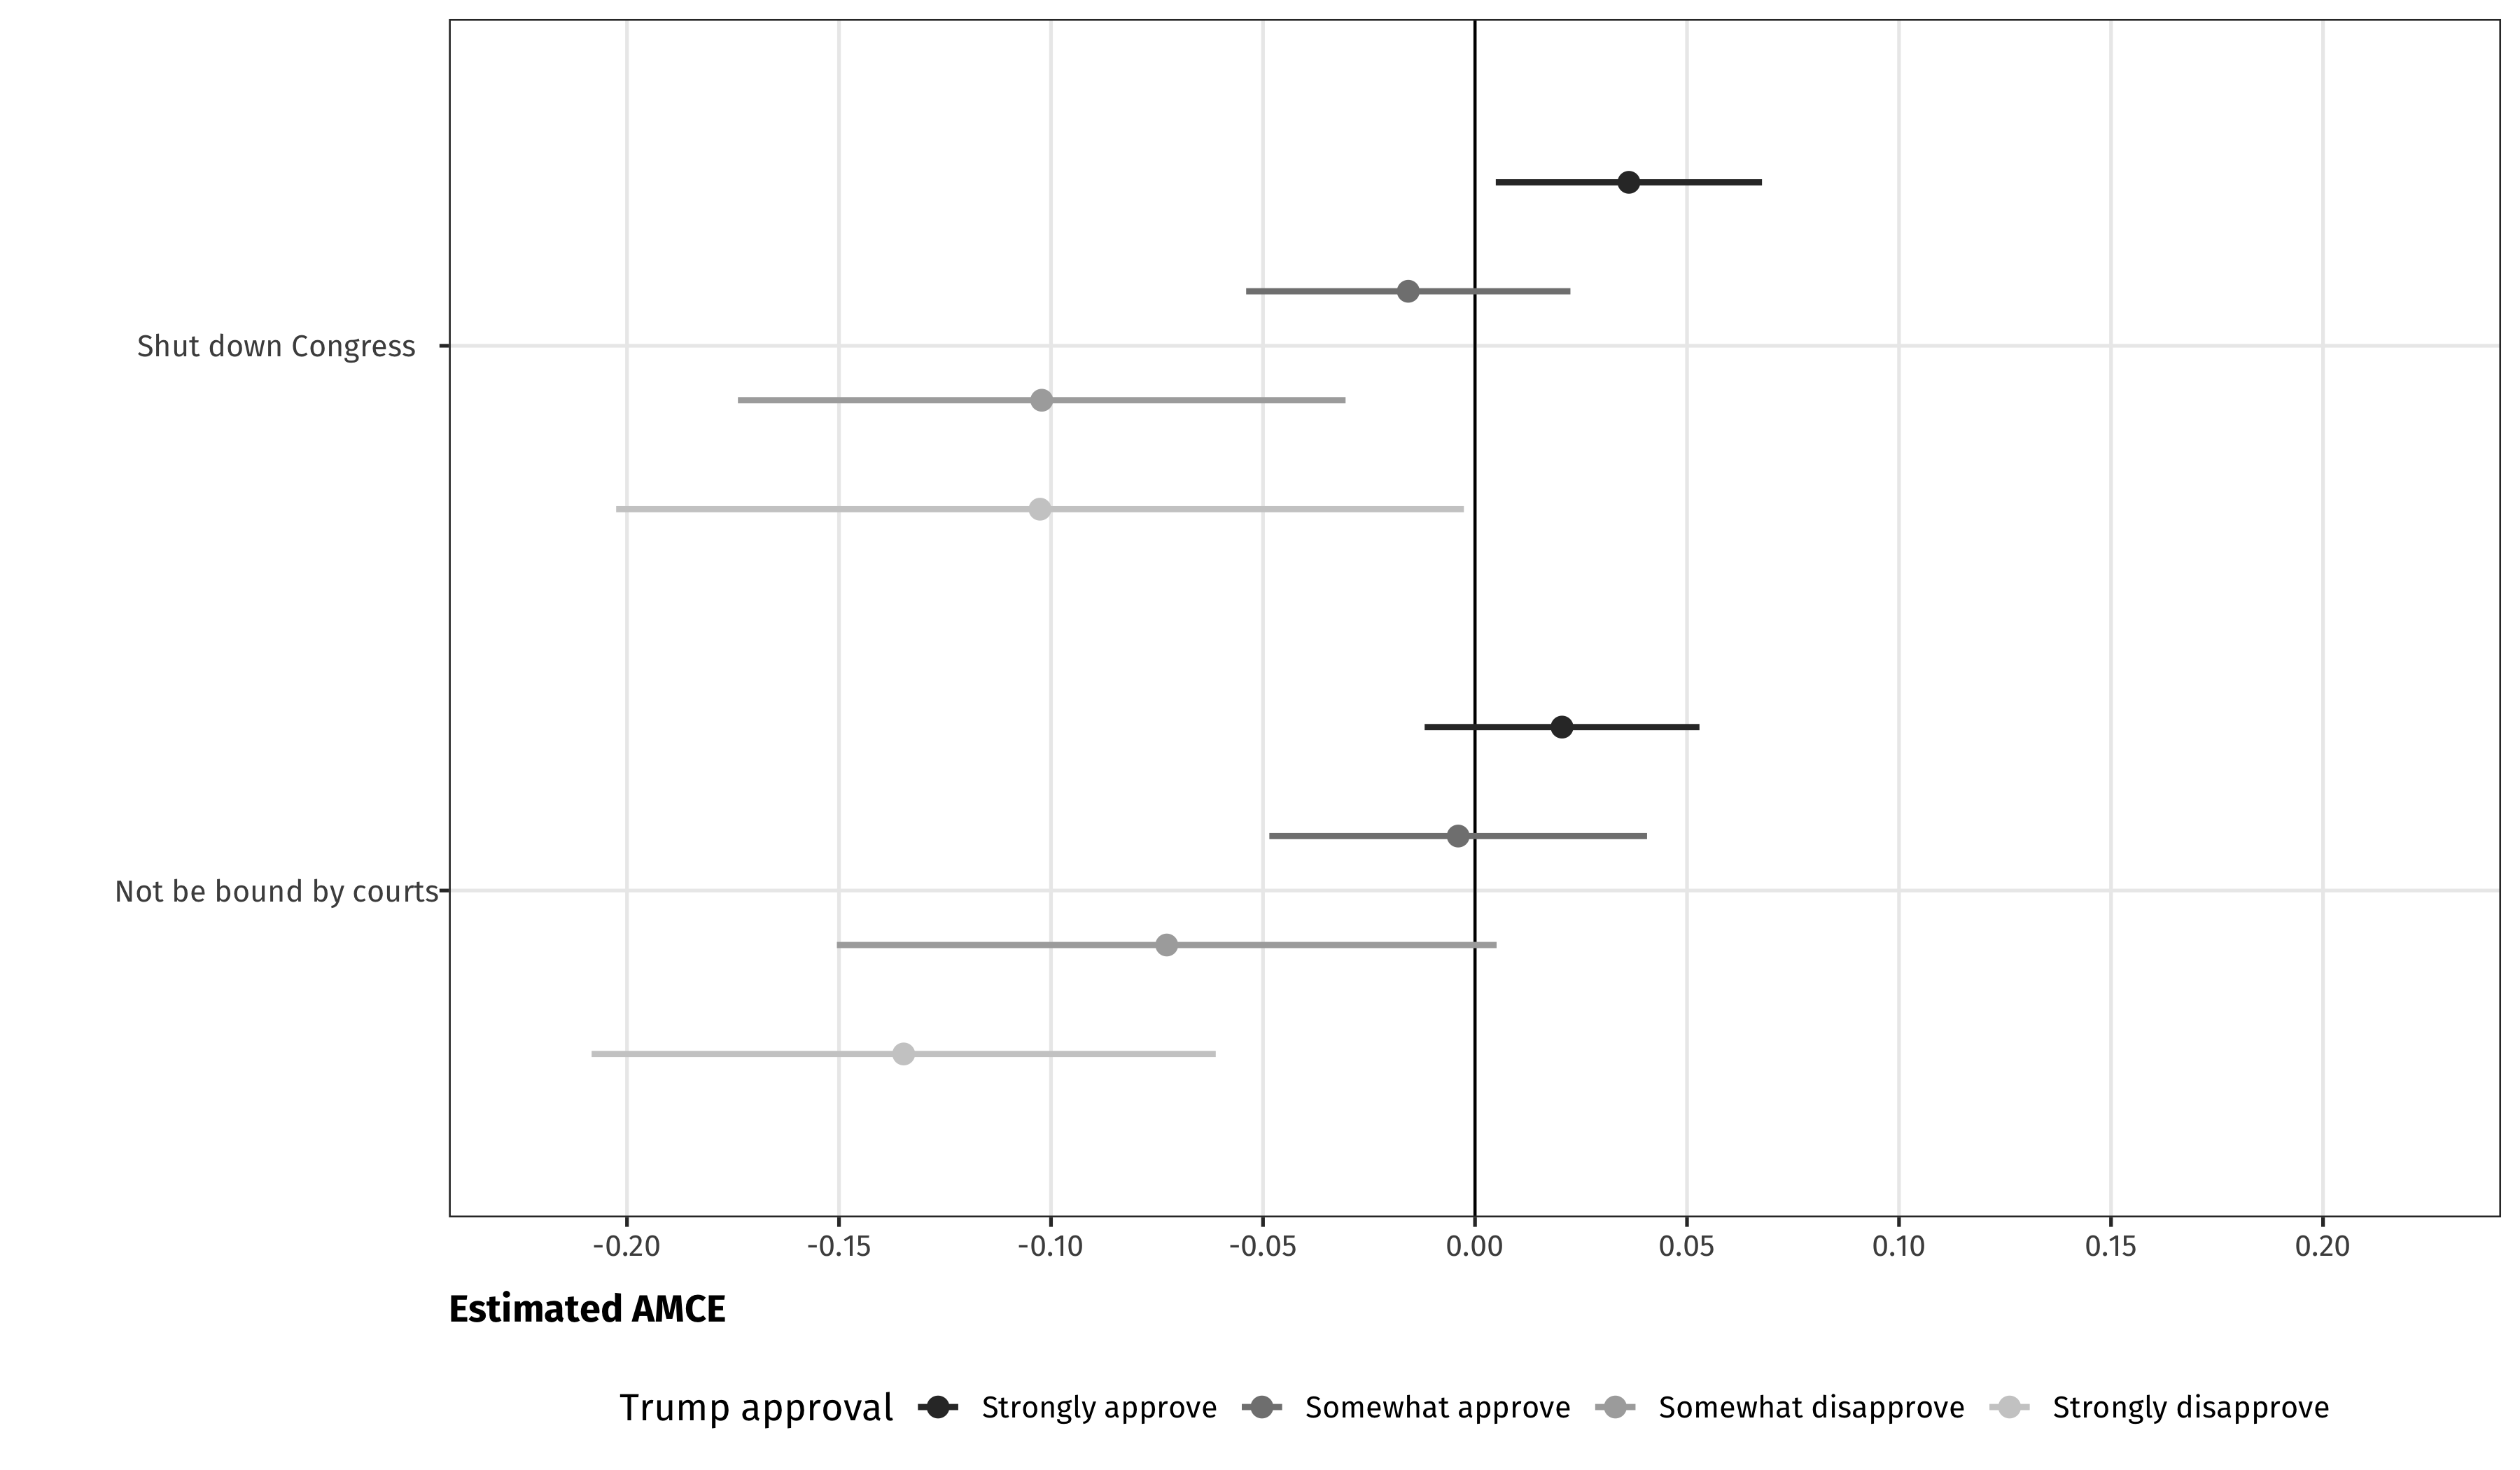 Shut down Congress
Not be bound by courts
-0.20 -0.15 -0.10 -0.05 0.00 0.05 0.10 0.15 0.20
Estimated AMCE
Trump approval Strongly approve Somewhat approve Somewhat disapprove Strongly disapprove